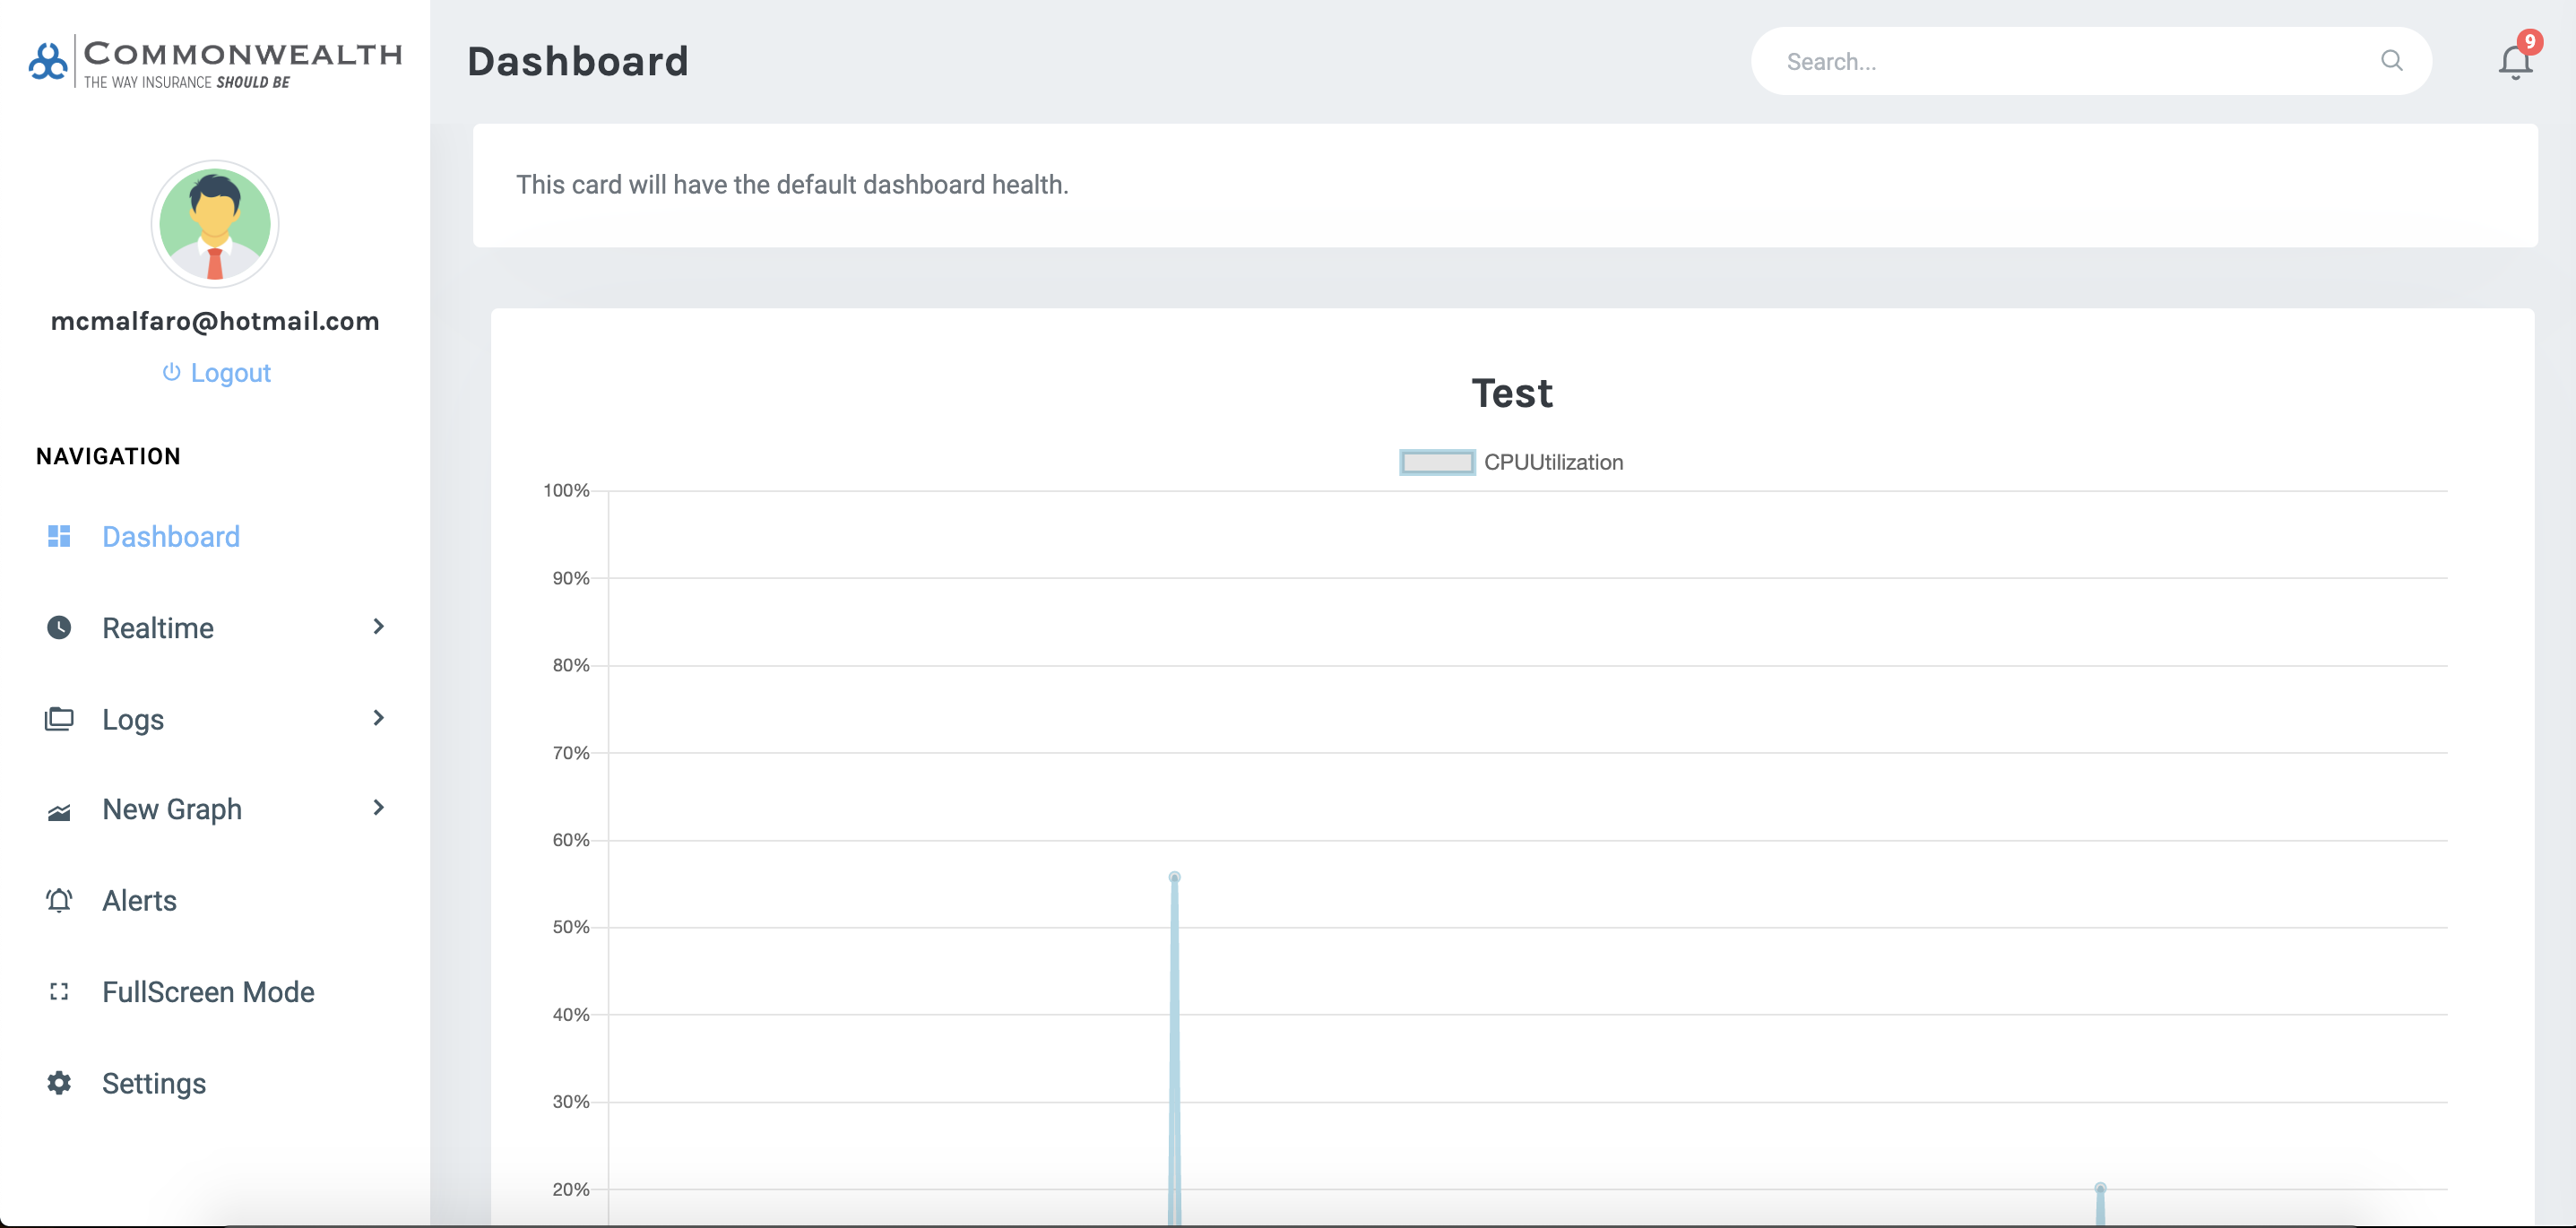 COMMONWEALTH
THE WAY INSURANCE SHOULD BE
mcmalfaro@hotmail.com
Logout
NAVIGATION
Dashboard
Realtime
Logs
New Graph
Alerts
FullScreen Mode
Settings
Dashboard
Search...
9
This card will have the default dashboard health.
Test
CPUUtilization
100%
90%
80%
70%
60%
50%
40%
30%
20%